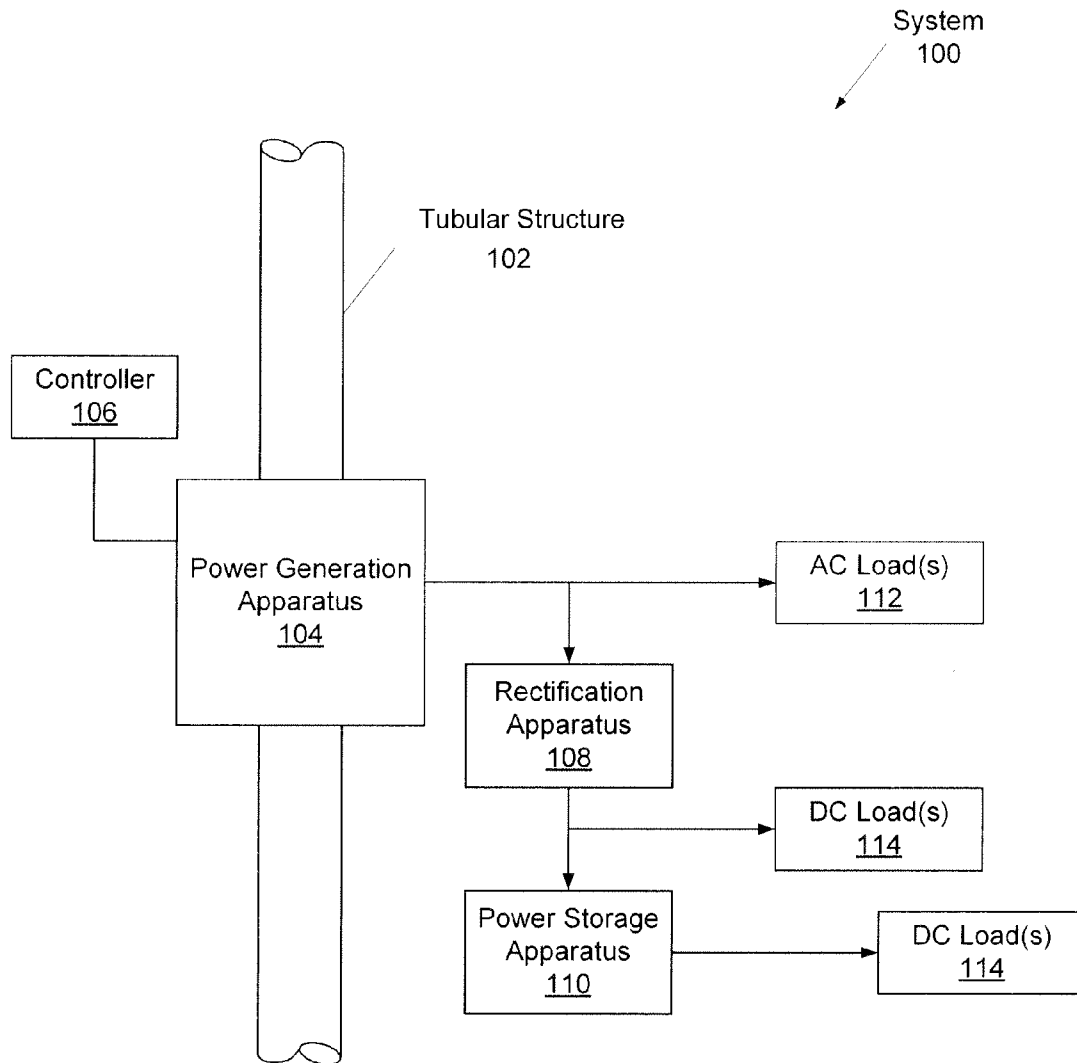 System
100
Tubular Structure
102
Controller
106
Power Generation
Apparatus
104
AC Load(s)
112
Rectification
Apparatus
108
DC Load(s)
114
Power Storage
Apparatus
110
DC Load(s)
114